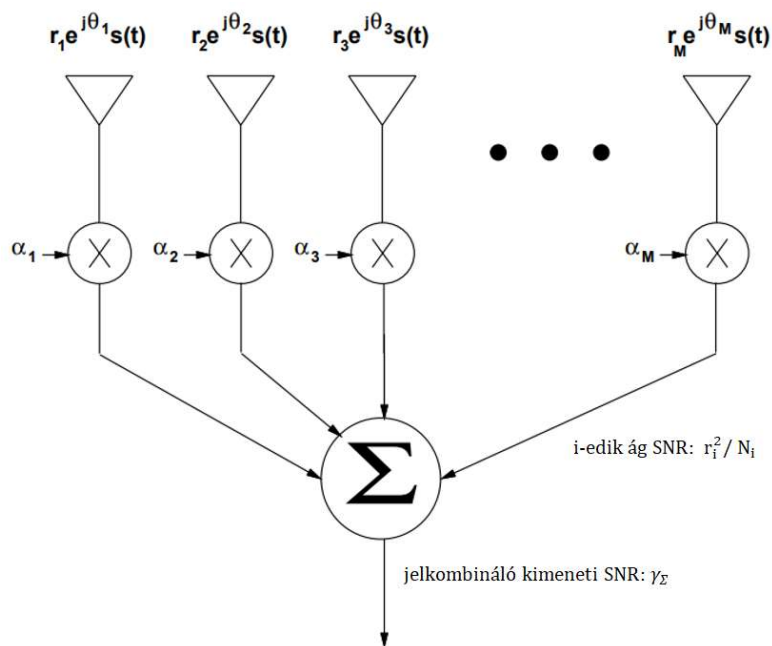 r₁e^{jθ₁}s(t) r₂e^{jθ₂}s(t) r₃e^{jθ₃}s(t) r_M e^{jθ_M}s(t)
α₁ α₂ α₃ α_M
X X X X
i-edik ág SNR: r_i²/ N_i
Σ
jelkombináló kimeneti SNR: γ_Σ